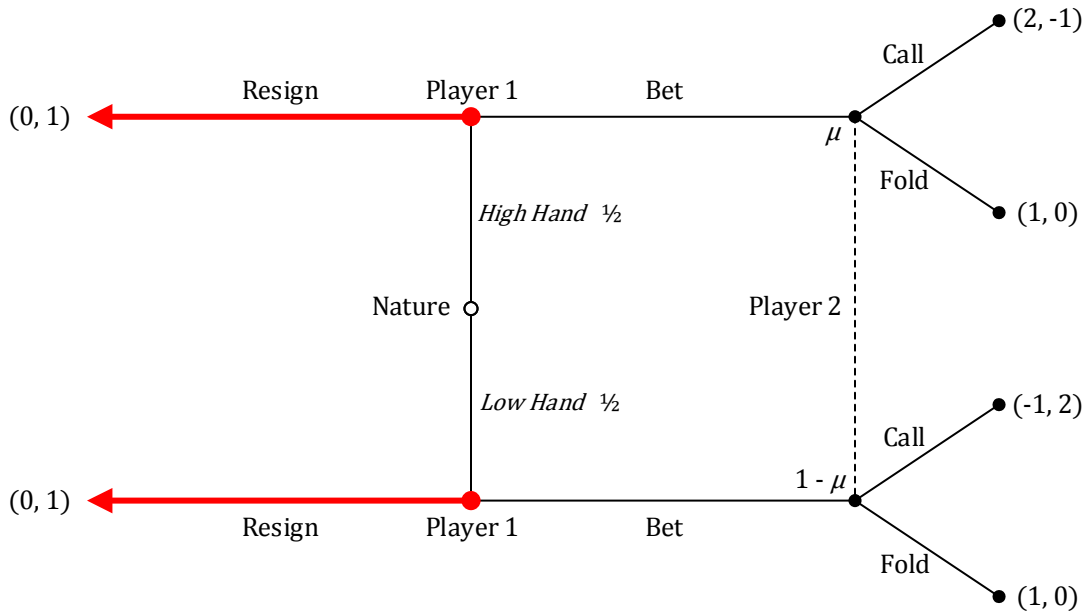 (2, -1)
Call
Resign
Player 1
Bet
(0, 1)
μ
Fold
High Hand ½
(1, 0)
Nature
Player 2
Low Hand ½
(-1, 2)
Call
1 - μ
(0, 1)
Resign
Player 1
Bet
Fold
(1, 0)